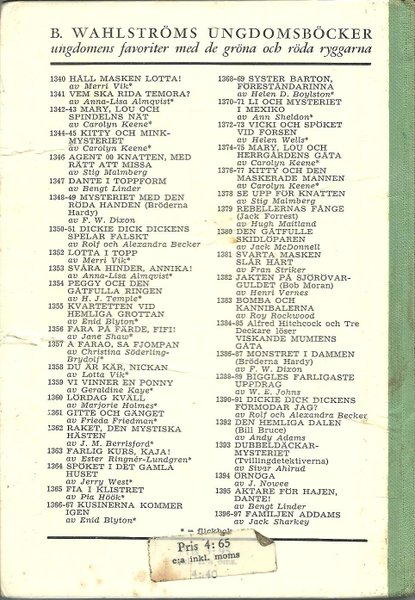 B. WAHLSTRÖMS UNGDOMSBÖCKER
ungdomens favoriter med de gröna och röda ryggarna
1340 HÅLL MASKEN LOTTA!
av Merri Vik*
1341 VEM SKA RIDA TEMORA?
av Anna-Lisa Almqvist*
1342-43 MARY, LOU OCH
SPINDELNS NÄT
av Carolyn Keene*
1344-45 KITTY OCH MINK-
MYSTERIET
av Carolyn Keene*
1346 AGENT 00 KNATTEN, MED
RÄTT ATT MISSA
av Stig Malmberg
1347 DANTE I TOPPFORM
av Bengt Linder
1348-49 MYSTERIET MED DEN
RÖDA HANDEN (Bröderna
Hardy)
av F. W. Dixon
1350-51 DICKIE DICK DICKENS
SPELAR FALSKT
av Rolf och Alexandra Becker
1352 LOTTA I TOPP
av Merri Vik*
1353 SVÅRA HINDER, ANNIKA!
av Anna-Lisa Almqvist*
1354 PEGGY OCH DEN
GÅTFULLA RINGEN
av H. J. Temple*
1355 KVARTETTEN VID
HEMLIGA GROTTAN
av Enid Blyton*
1356 FARA PÅ FÄRDE, FIFI!
av Jane Shaw*
1357 Å FARAO, SA FJOMPAN
av Christina Söderling-
Brydolf*
1358 DU ÄR KÄR, NICKAN
av Lotta Vik*
1359 VI VINNER EN PONNY
av Geraldine Kaye*
1360 LÖRDAG KVÄLL
av Marjorie Holmes*
1361 GITTE OCH GÄNGET
av Frieda Friedman*
1362 RAKET, DEN MYSTISKA
HÄSTEN
av J. M. Berrisford*
1363 FARLIG KURS, KAJA!
av Ester Ringnér-Lundgren*
1364 SPÖKET I DET GAMLA
HUSET
av Jerry West*
1365 FIA I KLISTRET
av Pia Höök*
1366-67 KUSINERNA KOMMER
IGEN
av Enid Blyton*
1368-69 SYSTER BARTON,
FÖRESTÅNDARINNA
av Helen D. Boylston*
1370-71 LI OCH MYSTERIET
I MEXIKO
av Ann Sheldon*
1372-73 VICKI OCH SPÖKET
VID FORSEN
av Helen Wells*
1374-75 MARY, LOU OCH
HERRGÅRDENS GÅTA
av Carolyn Keene*
1376-77 KITTY OCH DEN
MASKERADE MANNEN
av Carolyn Keene*
1378 SE UPP FÖR KNATTEN
av Stig Malmberg
1379 REBELLERNAS FÅNGE
(Jack Forrest)
av Hugh Maitland
1380 DEN GÅTFULLE
SKIDLÖPAREN
av Jack McDonnell
1381 SVARTA MASKEN
SLÅR HÅRT
av Fran Striker
1382 JAKTEN PÅ SJÖRÖVAR-
GULDET (Bob Moran)
av Henri Vernes
1383 BOMBA OCH
KANNIBALERNA
av Roy Rockwood
1384-85 Alfred Hitchcock och Tre
Deckare löser
VISKANDE MUMIENS
GÅTA
1386-87 MONSTRET I DAMMEN
(Bröderna Hardy)
av F. W. Dixon
1388-89 BIGGLES FARLIGASTE
UPPDRAG
av W. E. Johns
1390-91 DICKIE DICK DICKENS
FÖRMODAR JAG?
av Rolf och Alexandra Becker
1392 DEN HEMLIGA DALEN
(Bill Bruce)
av Andy Adams
1393 DUBBELDÄCKAR-
MYSTERIET
(Tvillingdetektiverna)
av Sivar Ahlrud
1394 ÖRNÖGA
av J. Nowee
1395 AKTARE FÖR HAJEN,
DANTE!
av Bengt Linder
1396-97 FAMILJEN ADDAMS
av Jack Sharkey
* = flickbok
Pris 4:65
c:a inkl. moms
4:40